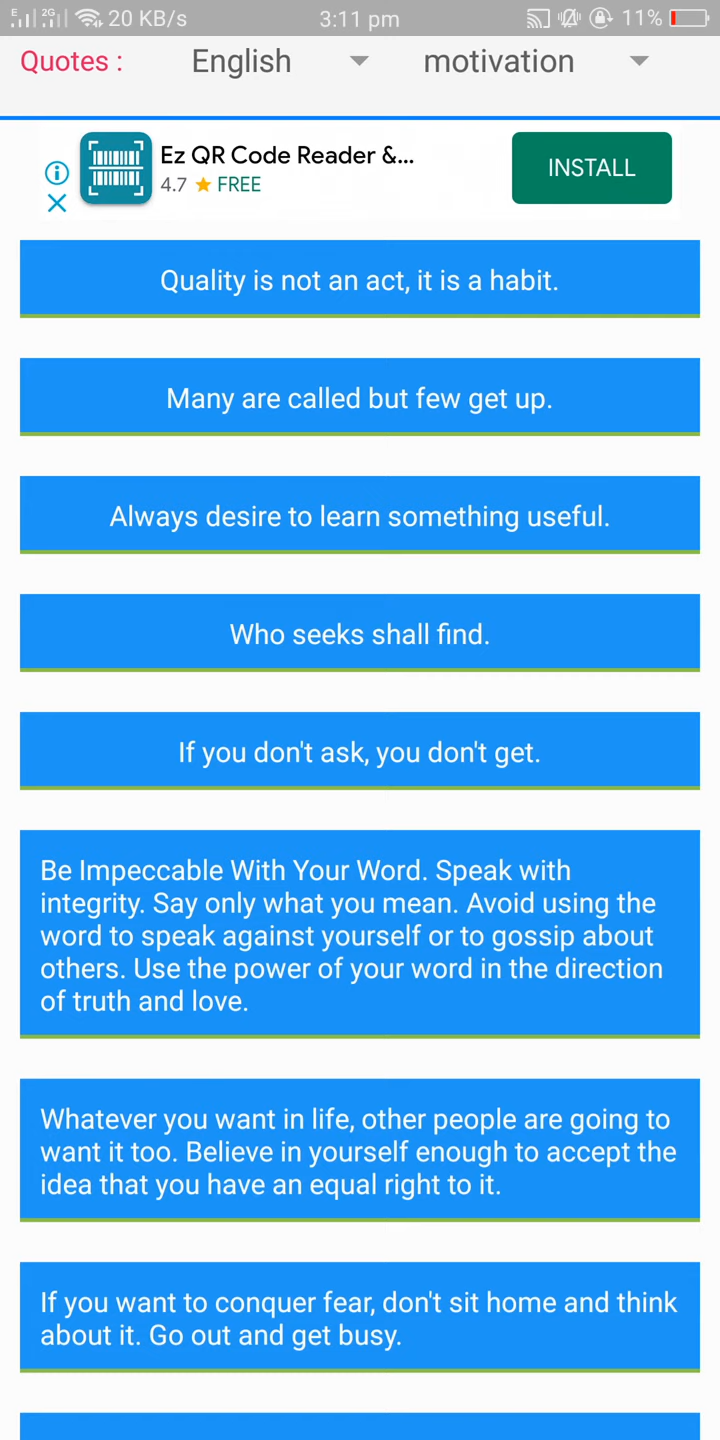 E 2G 20 KB/s 3:11 pm 11%
Quotes : English motivation
Ez QR Code Reader &...
4.7 FREE
INSTALL
Quality is not an act, it is a habit.
Many are called but few get up.
Always desire to learn something useful.
Who seeks shall find.
If you don't ask, you don't get.
Be Impeccable With Your Word. Speak with
integrity. Say only what you mean. Avoid using the
word to speak against yourself or to gossip about
others. Use the power of your word in the direction
of truth and love.
Whatever you want in life, other people are going to
want it too. Believe in yourself enough to accept the
idea that you have an equal right to it.
If you want to conquer fear, don't sit home and think
about it. Go out and get busy.